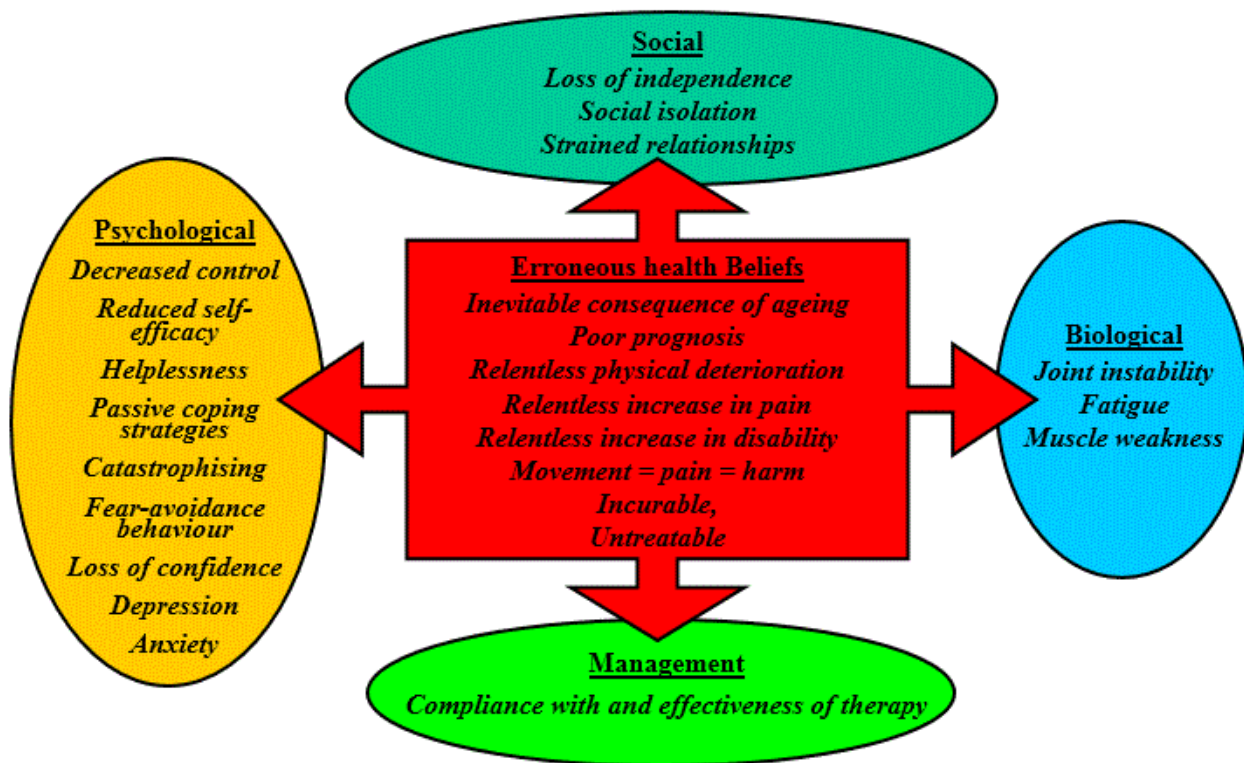 Social
Loss of independence
Social isolation
Strained relationships
Psychological
Decreased control
Reduced self-
efficacy
Helplessness
Passive coping
strategies
Catastrophising
Fear-avoidance
behaviour
Loss of confidence
Depression
Anxiety
Erroneous health Beliefs
Inevitable consequence of ageing
Poor prognosis
Relentless physical deterioration
Relentless increase in pain
Relentless increase in disability
Movement = pain = harm
Incurable,
Untreatable
Biological
Joint instability
Fatigue
Muscle weakness
Management
Compliance with and effectiveness of therapy